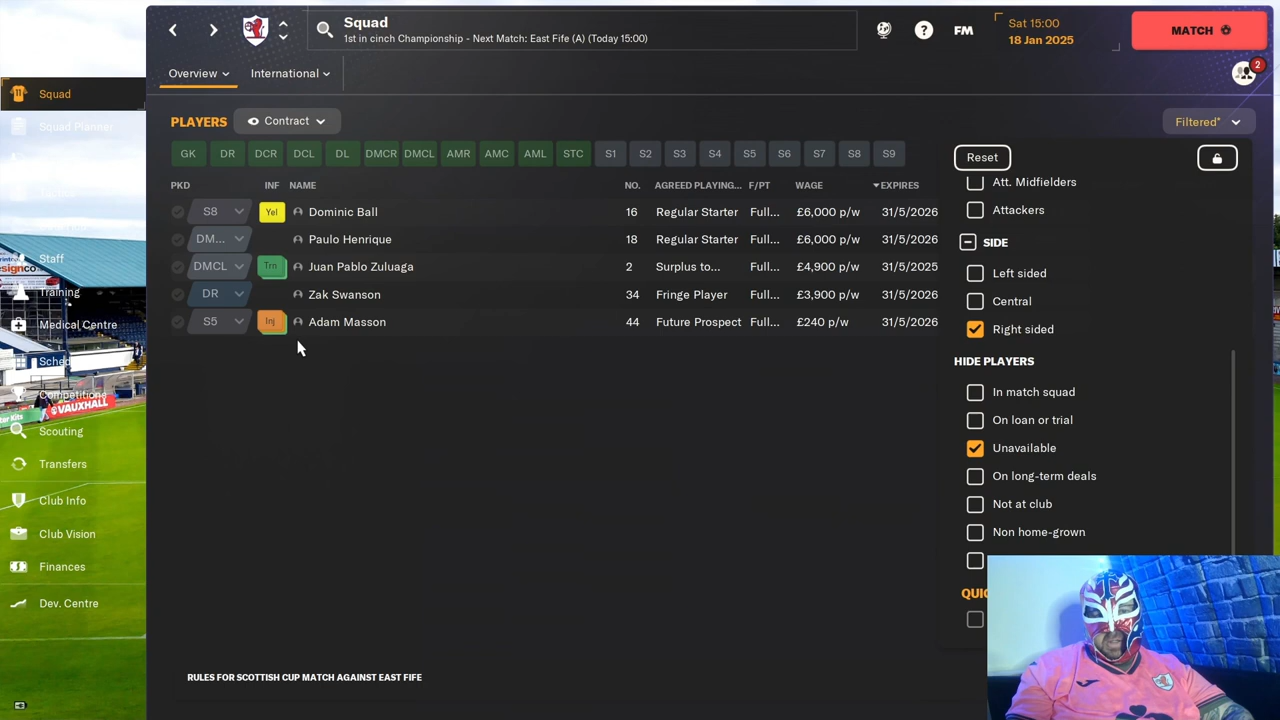 Squad
1st in cinch Championship - Next Match: East Fife (A) (Today 15:00)
FM
Sat 15:00
18 Jan 2025
MATCH
Overview
International
2
Squad
Squad Planner
Staff
Training
Medical Centre
Sched
Competitions
Scouting
Transfers
Club Info
Club Vision
Finances
Dev. Centre
PLAYERS
Contract
Filtered*
GK DR DCR DCL DL DMCR DMCL AMR AMC AML STC S1 S2 S3 S4 S5 S6 S7 S8 S9
PKD INF NAME NO. AGREED PLAYING... F/PT WAGE EXPIRES
S8 Yel Dominic Ball 16 Regular Starter Full... £6,000 p/w 31/5/2026
DM... Paulo Henrique 18 Regular Starter Full... £6,000 p/w 31/5/2026
DMCL Trn Juan Pablo Zuluaga 2 Surplus to... Full... £4,900 p/w 31/5/2025
DR Zak Swanson 34 Fringe Player Full... £3,900 p/w 31/5/2026
S5 Inj Adam Masson 44 Future Prospect Full... £240 p/w 31/5/2026
Reset
Att. Midfielders
Attackers
SIDE
Left sided
Central
Right sided
HIDE PLAYERS
In match squad
On loan or trial
Unavailable
On long-term deals
Not at club
Non home-grown
QUIC
RULES FOR SCOTTISH CUP MATCH AGAINST EAST FIFE
VAUXHALL